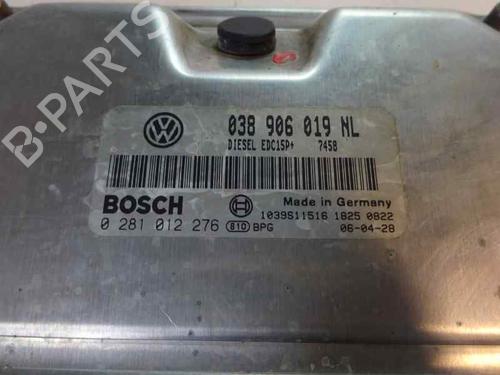 038 906 019 NL
DIESEL EDC15P+ 7458
BOSCH
Made in Germany
1039S11516 1825 0822
0 281 012 276 810 BPG 06-04-28